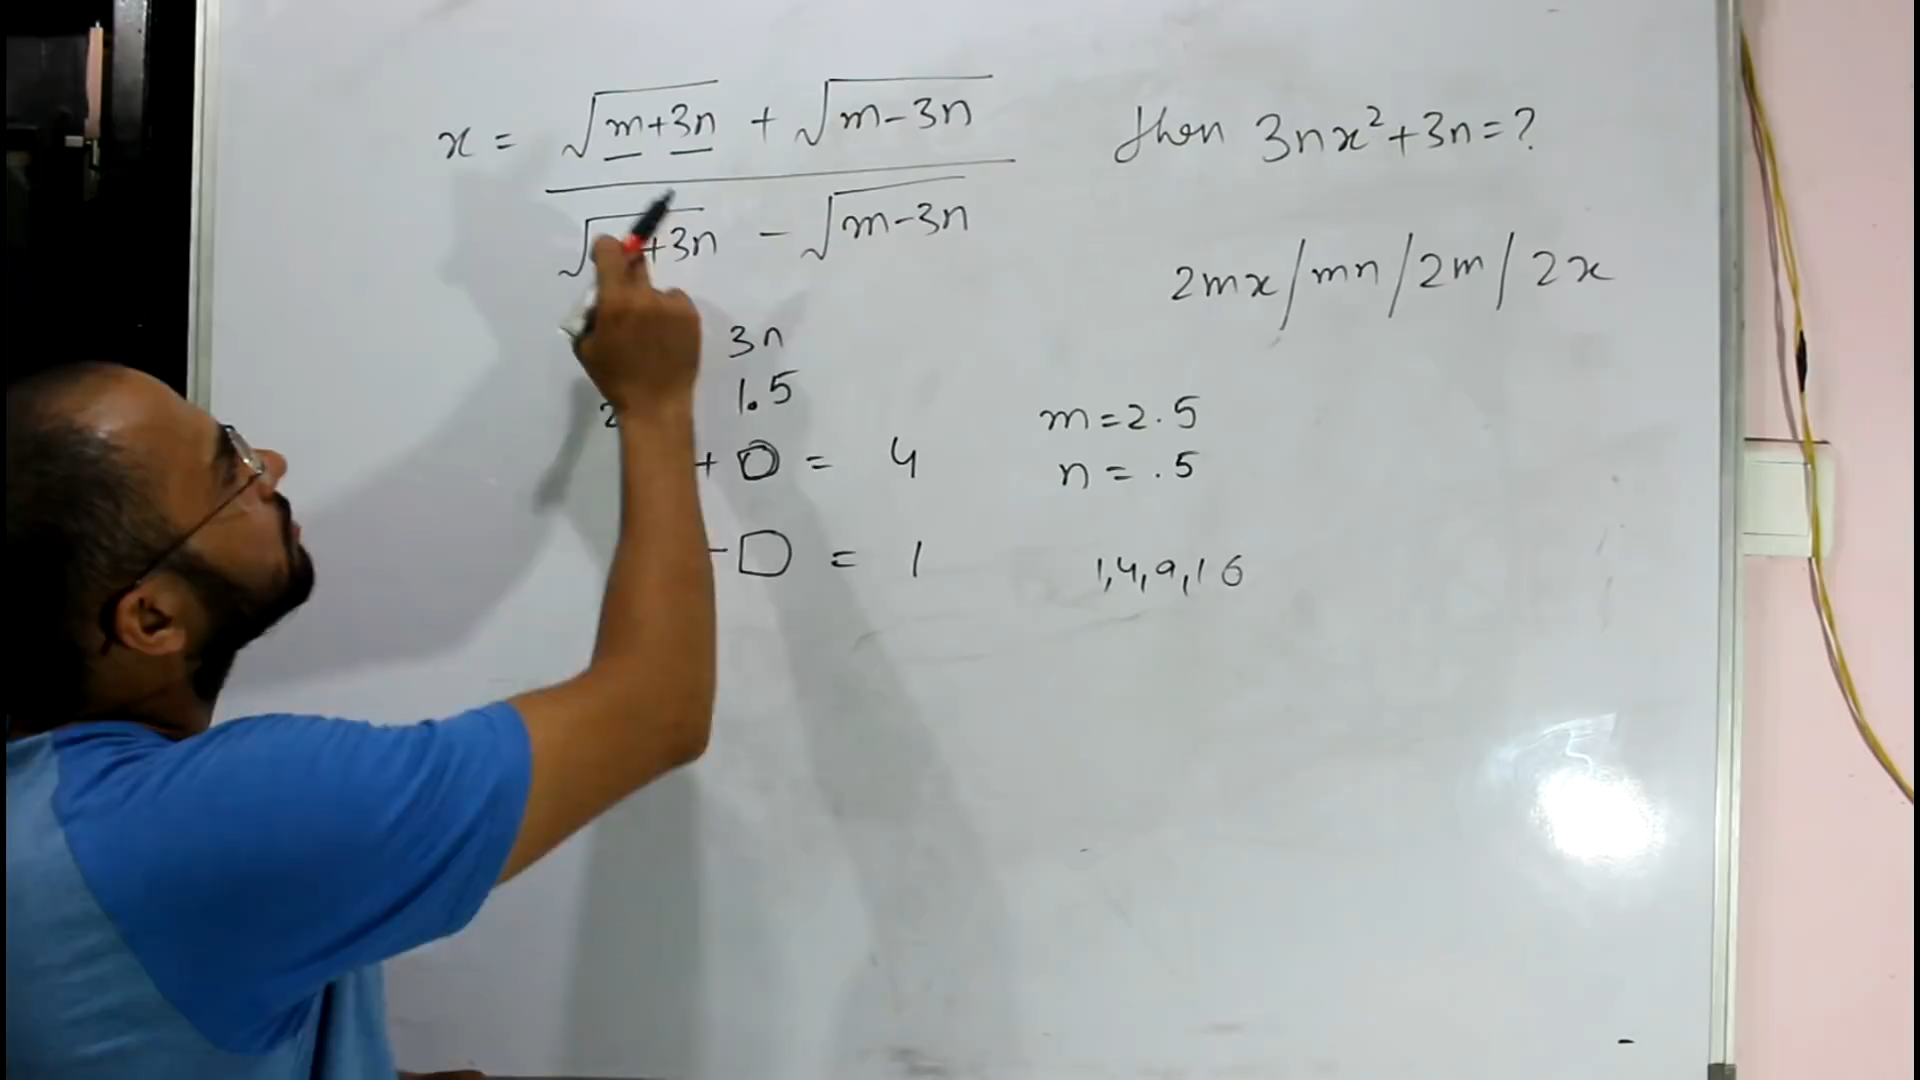 x = √m+3n + √m-3n
√ +3n - √m-3n
then 3nx²+3n=?
2mx/mn/2m/2x
3n
2 1.5
+ □ = 4
- □ = 1
m=2.5
n=.5
1,4,9,16